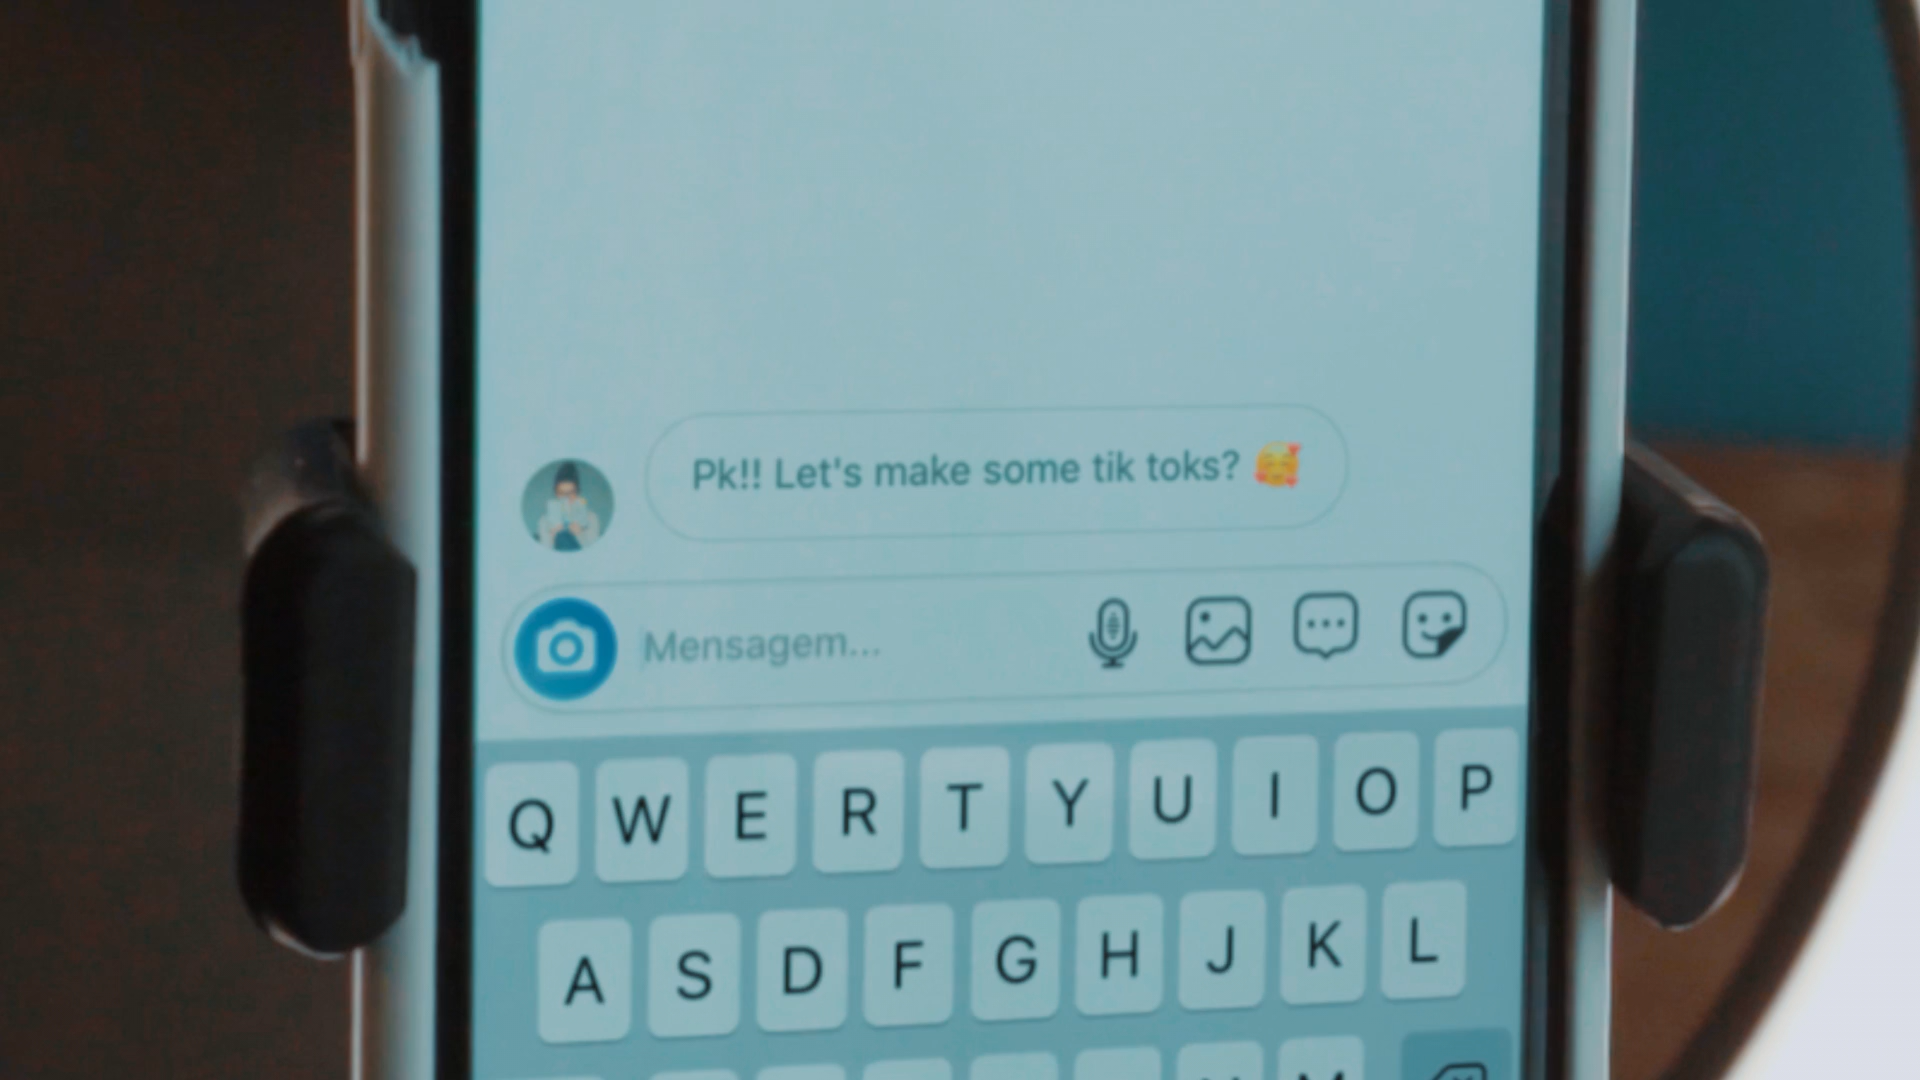 Pk!! Let's make some tik toks? 🥰
Mensagem...
Q W E R T Y U I O P
A S D F G H J K L